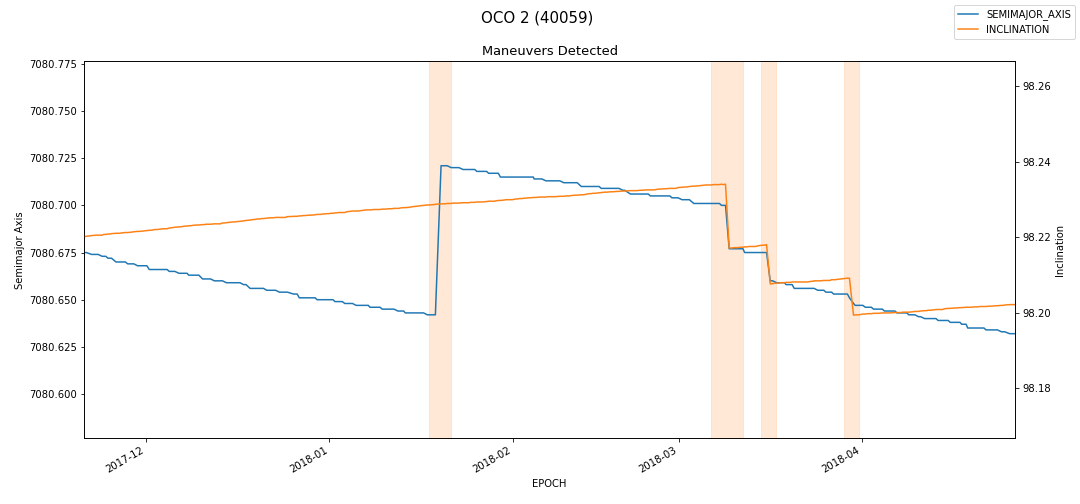 OCO 2 (40059)
SEMIMAJOR_AXIS
INCLINATION
Maneuvers Detected
7080.775
7080.750
7080.725
7080.700
7080.675
7080.650
7080.625
7080.600
Semimajor Axis
98.26
98.24
98.22
98.20
98.18
Inclination
2017-12
2018-01
2018-02
2018-03
2018-04
EPOCH